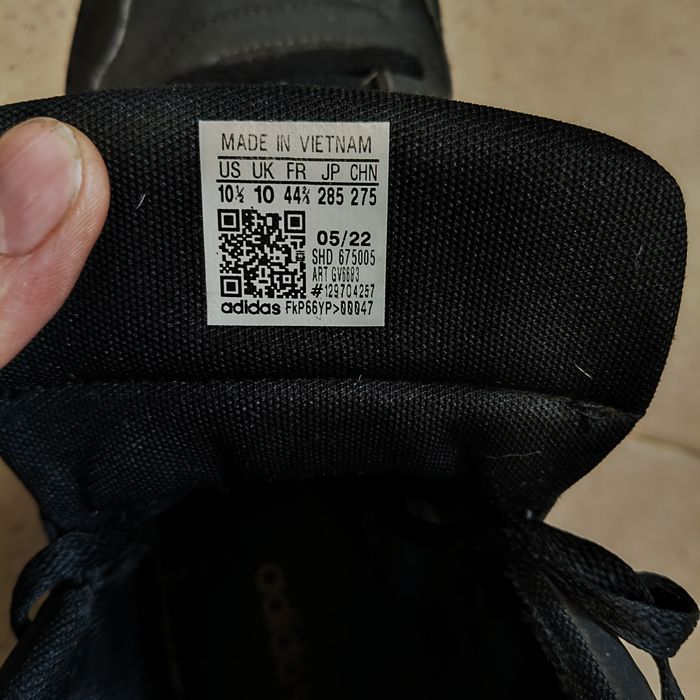 MADE IN VIETNAM
US UK FR JP CHN
10½ 10 44⅔ 285 275
05/22
SHD 675005
ART GV6683
#129704257
adidas FkP66YP>00047
adidas